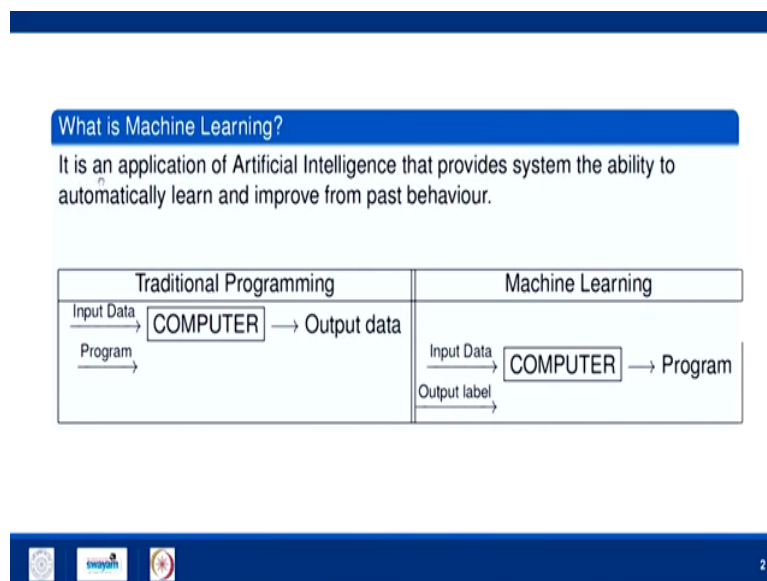 What is Machine Learning?
It is an application of Artificial Intelligence that provides system the ability to
automatically learn and improve from past behaviour.
Traditional Programming
Input Data
COMPUTER → Output data
Program
Machine Learning
Input Data
COMPUTER → Program
Output label
swayam
2